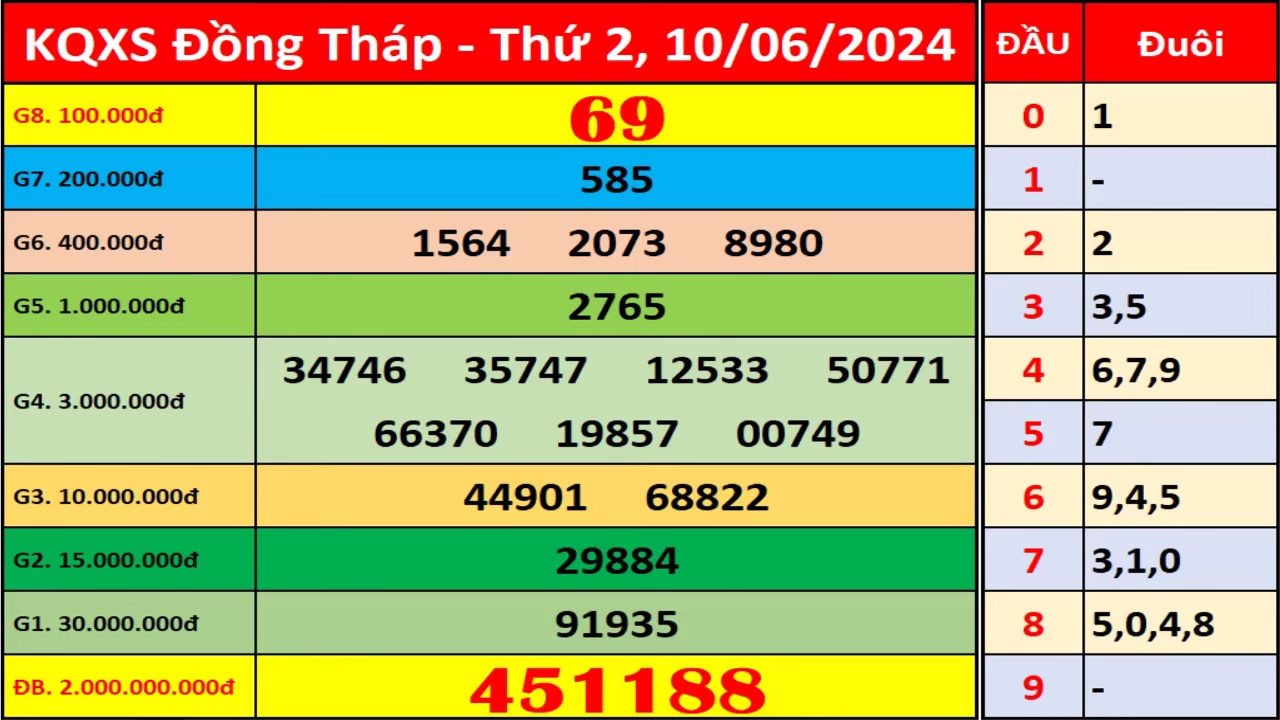 KQXS Đồng Tháp - Thứ 2, 10/06/2024 ĐẦU Đuôi
G8. 100.000đ 69 0 1
G7. 200.000đ 585 1 -
G6. 400.000đ 1564 2073 8980 2 2
G5. 1.000.000đ 2765 3 3,5
G4. 3.000.000đ 34746 35747 12533 50771 4 6,7,9
66370 19857 00749 5 7
G3. 10.000.000đ 44901 68822 6 9,4,5
G2. 15.000.000đ 29884 7 3,1,0
G1. 30.000.000đ 91935 8 5,0,4,8
ĐB. 2.000.000.000đ 451188 9 -